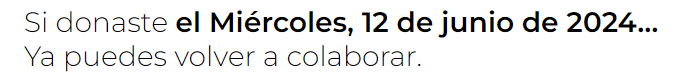 Si donaste el Miércoles, 12 de junio de 2024...
Ya puedes volver a colaborar.